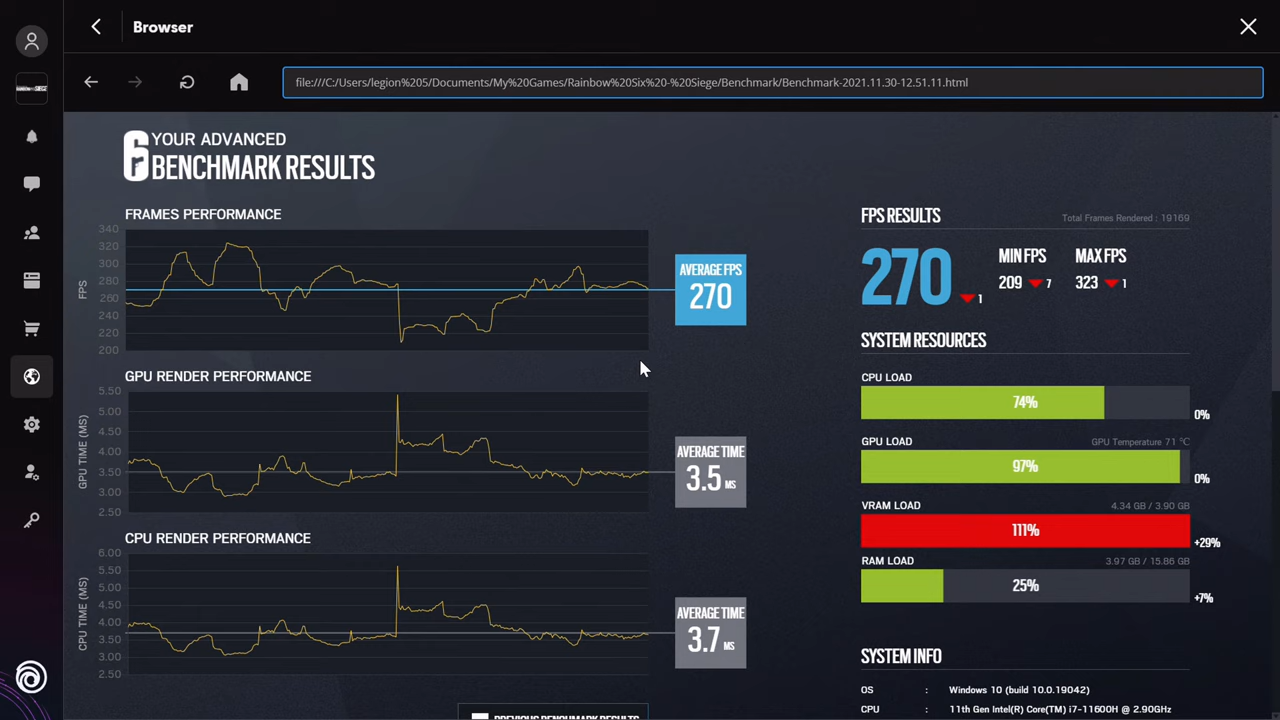 Browser
file:///C:/Users/legion%205/Documents/My%20Games/Rainbow%20Six%20-%20Siege/Benchmark/Benchmark-2021.11.30-12.51.11.html
6 YOUR ADVANCED
BENCHMARK RESULTS
FRAMES PERFORMANCE
340
320
300
280
260
240
220
200
FPS
AVERAGE FPS
270
GPU RENDER PERFORMANCE
5.50
5.00
4.50
4.00
3.50
3.00
2.50
GPU TIME (MS)
AVERAGE TIME
3.5 MS
CPU RENDER PERFORMANCE
6.00
5.50
5.00
4.50
4.00
3.50
3.00
2.50
CPU TIME (MS)
AVERAGE TIME
3.7 MS
PREVIOUS BENCHMARK RESULTS
FPS RESULTS
Total Frames Rendered : 19169
270
1
MIN FPS
209 7
MAX FPS
323 1
SYSTEM RESOURCES
CPU LOAD
74%
0%
GPU LOAD
GPU Temperature 71 °C
97%
0%
VRAM LOAD
4.34 GB / 3.90 GB
111%
+29%
RAM LOAD
3.97 GB / 15.86 GB
25%
+7%
SYSTEM INFO
OS : Windows 10 (build 10.0.19042)
CPU : 11th Gen Intel(R) Core(TM) i7-11600H @ 2.90GHz